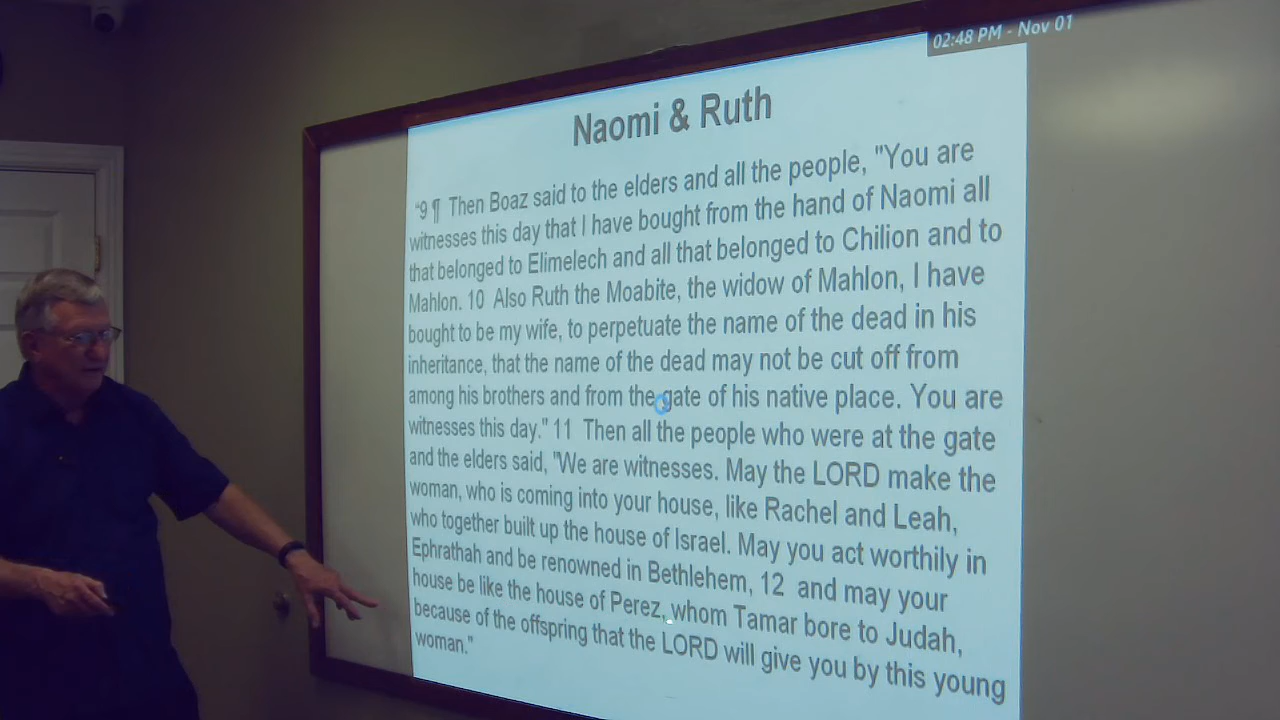 02:48 PM - Nov 01
Naomi & Ruth
“9 ¶ Then Boaz said to the elders and all the people, "You are
witnesses this day that I have bought from the hand of Naomi all
that belonged to Elimelech and all that belonged to Chilion and to
Mahlon. 10 Also Ruth the Moabite, the widow of Mahlon, I have
bought to be my wife, to perpetuate the name of the dead in his
inheritance, that the name of the dead may not be cut off from
among his brothers and from the gate of his native place. You are
witnesses this day." 11 Then all the people who were at the gate
and the elders said, "We are witnesses. May the LORD make the
woman, who is coming into your house, like Rachel and Leah,
who together built up the house of Israel. May you act worthily in
Ephrathah and be renowned in Bethlehem, 12 and may your
house be like the house of Perez, whom Tamar bore to Judah,
because of the offspring that the LORD will give you by this young
woman."